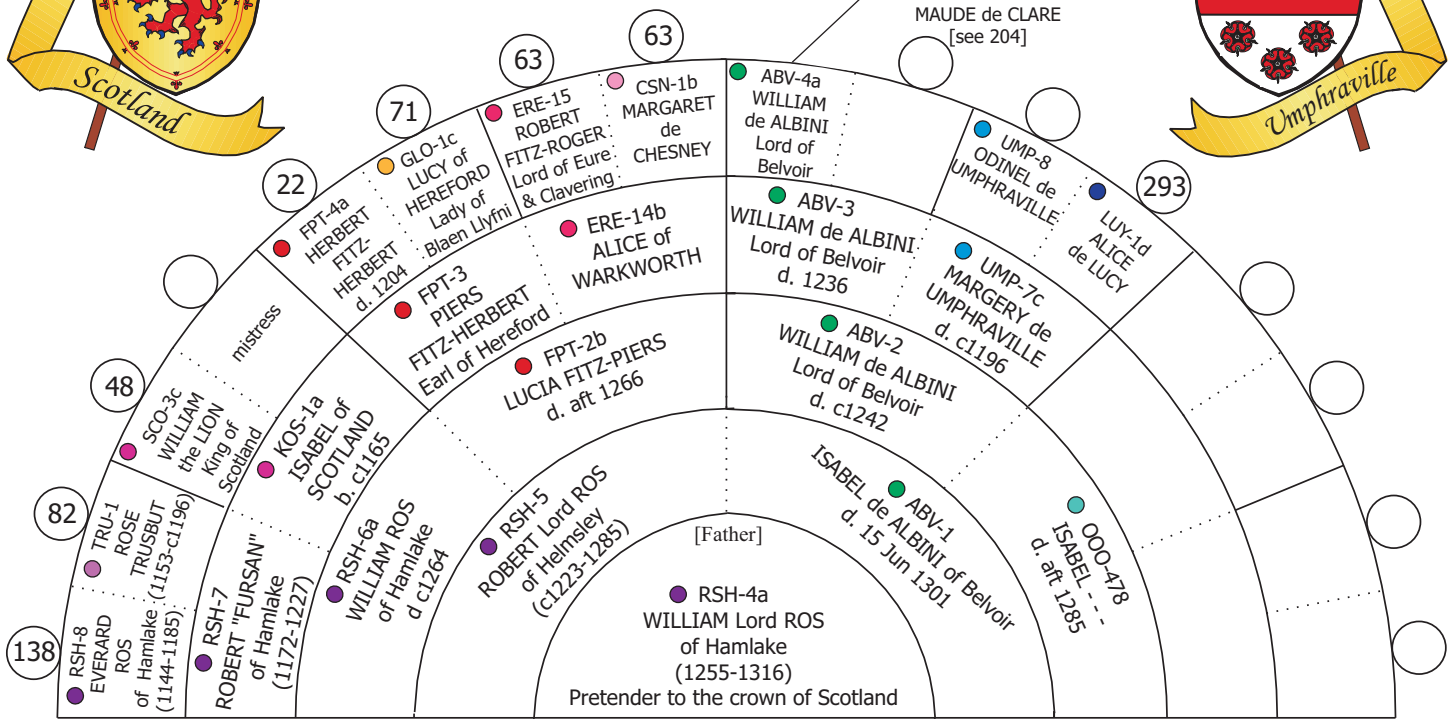 Scotland
MAUDE de CLARE
[see 204]
Umphraville
138
RSH-8
EVERARD
ROS
of Hamlake
(1144-1185)
82
TRU-1
ROSE
TRUSBUT
(1153-c1196)
48
SCO-3c
WILLIAM
the LION
King of
Scotland
mistress
22
FPT-4a
HERBERT
FITZ-
HERBERT
d. 1204
71
GLO-1c
LUCY of
HEREFORD
Lady of
Blaen Llyfni
63
ERE-15
ROBERT
FITZ-ROGER
Lord of Eure
& Clavering
63
CSN-1b
MARGARET
de
CHESNEY
ABV-4a
WILLIAM
de ALBINI
Lord of
Belvoir
UMP-8
ODINEL de
UMPHRAVILLE
293
LUY-1d
ALICE
de LUCY
RSH-7
ROBERT "FURSAN"
of Hamlake
(1172-1227)
KOS-1a
ISABEL of
SCOTLAND
b. c1165
FPT-3
PIERS
FITZ-HERBERT
Earl of Hereford
ERE-14b
ALICE of
WARKWORTH
ABV-3
WILLIAM de ALBINI
Lord of Belvoir
d. 1236
UMP-7c
MARGERY de
UMPHRAVILLE
d. c1196
RSH-6a
WILLIAM ROS
of Hamlake
d c1264
FPT-2b
LUCIA FITZ-PIERS
d. aft 1266
ABV-2
WILLIAM de ALBINI
Lord of Belvoir
d. c1242
OOO-478
ISABEL - - -
d. aft 1285
RSH-5
ROBERT Lord ROS
of Helmsley
(c1223-1285)
ABV-1
ISABEL de ALBINI of Belvoir
d. 15 Jun 1301
[Father]
RSH-4a
WILLIAM Lord ROS
of Hamlake
(1255-1316)
Pretender to the crown of Scotland